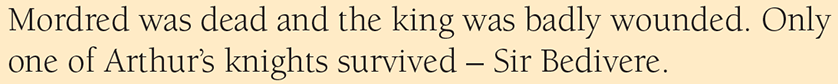 Mordred was dead and the king was badly wounded. Only
one of Arthur’s knights survived – Sir Bedivere.